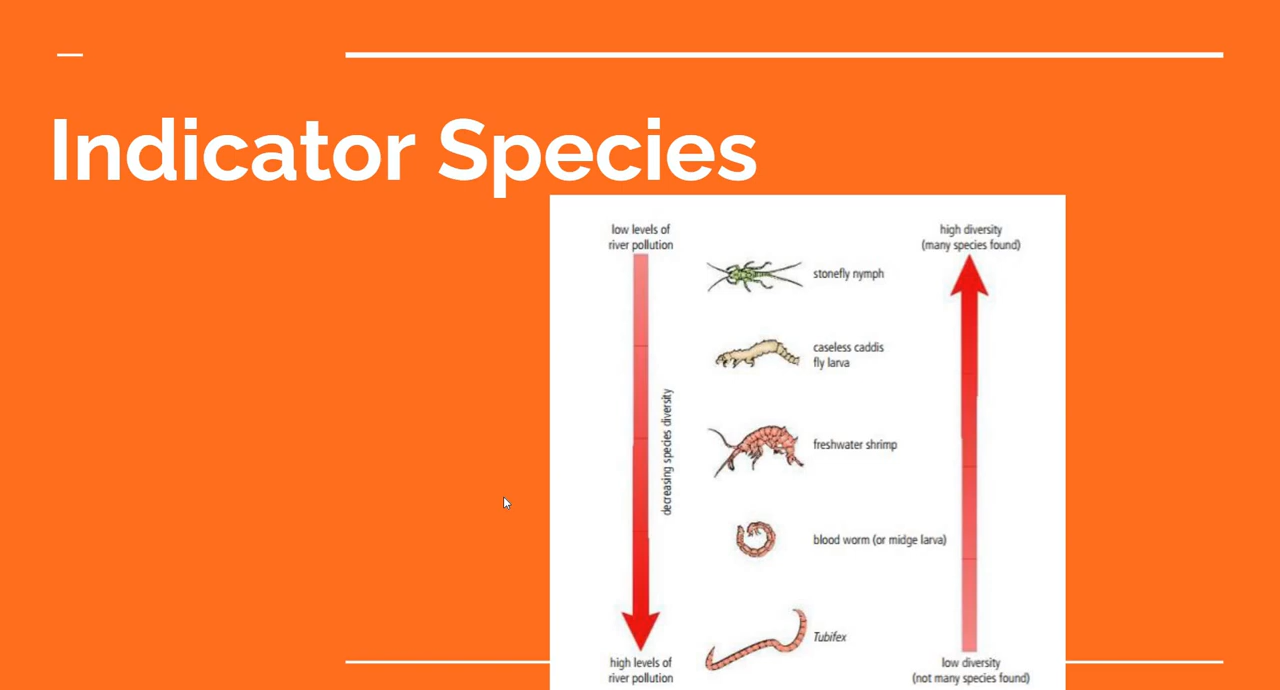 Indicator Species
low levels of
river pollution
high diversity
(many species found)
stonefly nymph
caseless caddis
fly larva
decreasing species diversity
freshwater shrimp
blood worm (or midge larva)
Tubifex
high levels of
river pollution
low diversity
(not many species found)